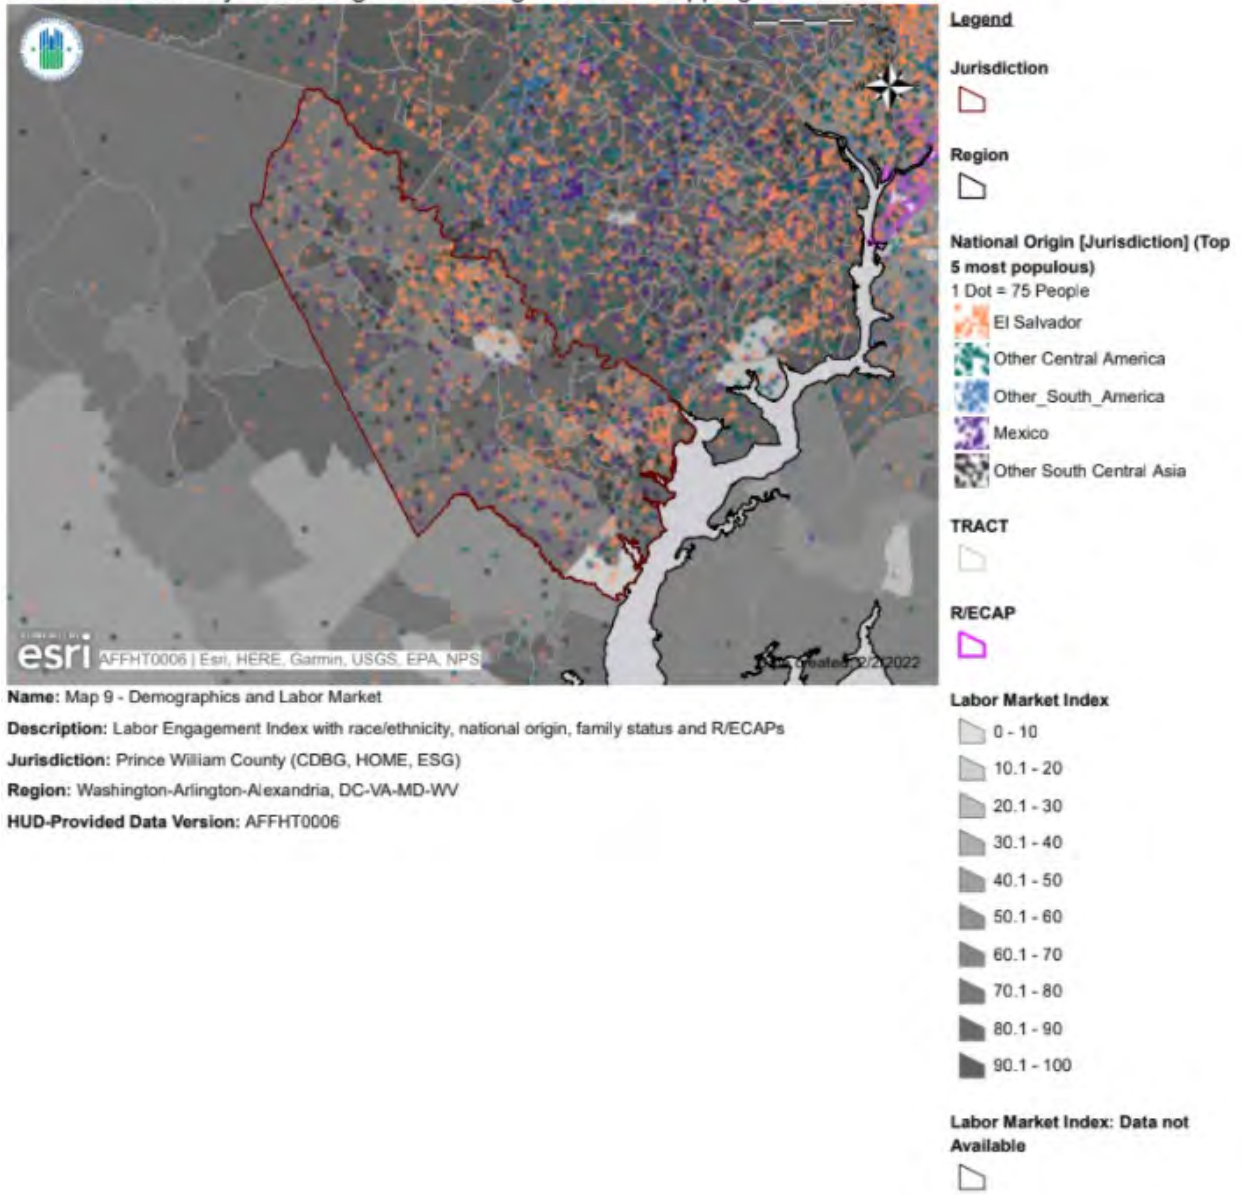 Legend
Jurisdiction
Region
National Origin [Jurisdiction] (Top
5 most populous)
1 Dot = 75 People
El Salvador
Other Central America
Other_South_America
Mexico
Other South Central Asia
TRACT
R/ECAP
Labor Market Index
0 - 10
10.1 - 20
20.1 - 30
30.1 - 40
40.1 - 50
50.1 - 60
60.1 - 70
70.1 - 80
80.1 - 90
90.1 - 100
Labor Market Index: Data not
Available
esri
AFFHT0006 | Esri, HERE, Garmin, USGS, EPA, NPS
created: 2/2/2022
Name: Map 9 - Demographics and Labor Market
Description: Labor Engagement Index with race/ethnicity, national origin, family status and R/ECAPs
Jurisdiction: Prince William County (CDBG, HOME, ESG)
Region: Washington-Arlington-Alexandria, DC-VA-MD-WV
HUD-Provided Data Version: AFFHT0006